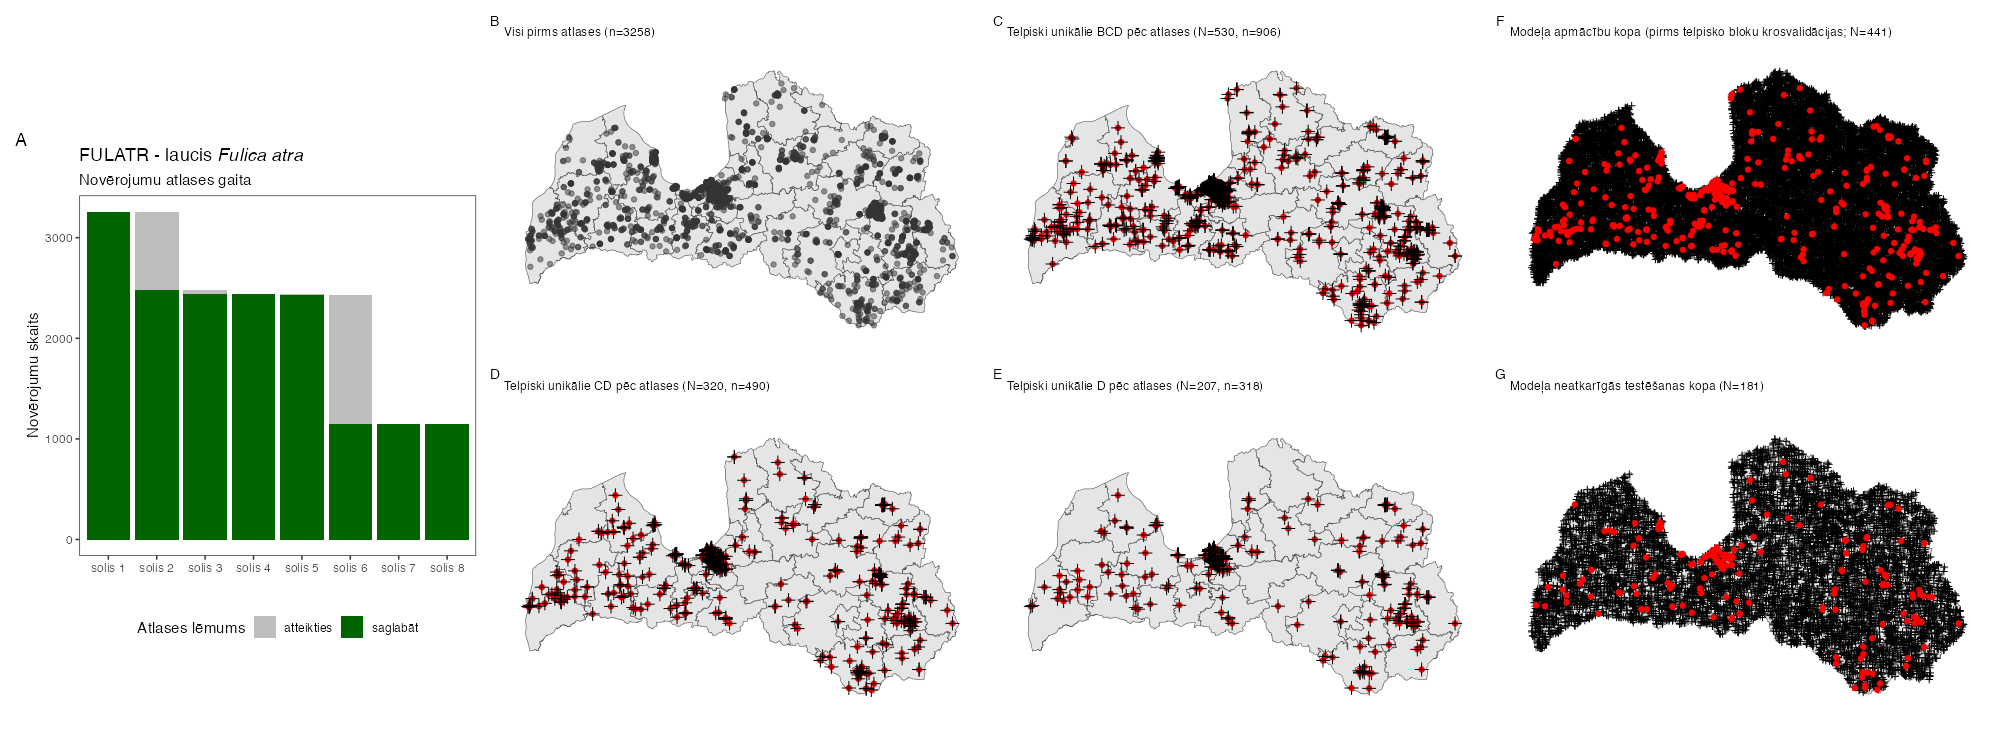 A
FULATR - laucis Fulica atra
Novērojumu atlases gaita
Novērojumu skaits
3000
2000
1000
0
solis 1 solis 2 solis 3 solis 4 solis 5 solis 6 solis 7 solis 8
Atlases lēmums atteikties saglabāt
B
Visi pirms atlases (n=3258)
C
Telpiski unikālie BCD pēc atlases (N=530, n=906)
D
Telpiski unikālie CD pēc atlases (N=320, n=490)
E
Telpiski unikālie D pēc atlases (N=207, n=318)
F
Modeļa apmācību kopa (pirms telpisko bloku krosvalidācijas; N=441)
G
Modeļa neatkarīgās testēšanas kopa (N=181)